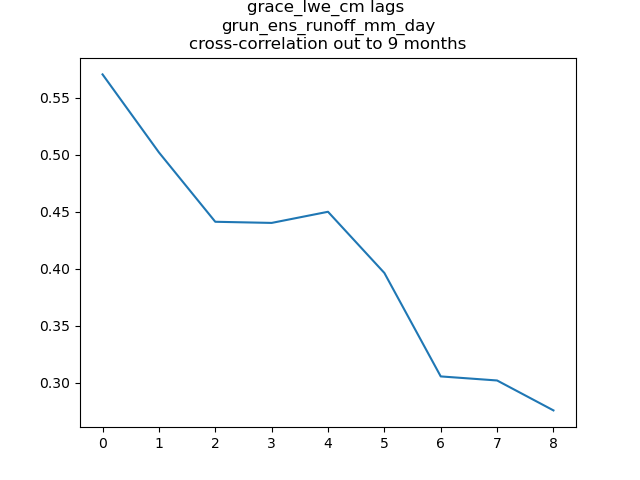 grace_lwe_cm lags
grun_ens_runoff_mm_day
cross-correlation out to 9 months
0.55
0.50
0.45
0.40
0.35
0.30
0 1 2 3 4 5 6 7 8